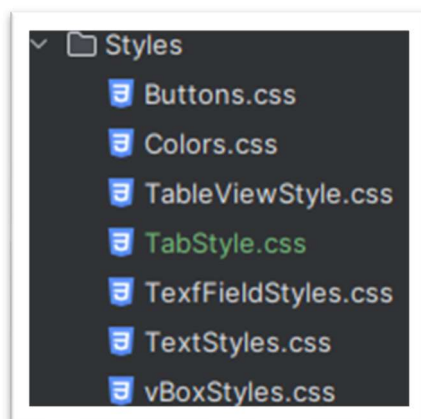 Styles
Buttons.css
Colors.css
TableViewStyle.css
TabStyle.css
TexfFieldStyles.css
TextStyles.css
vBoxStyles.css